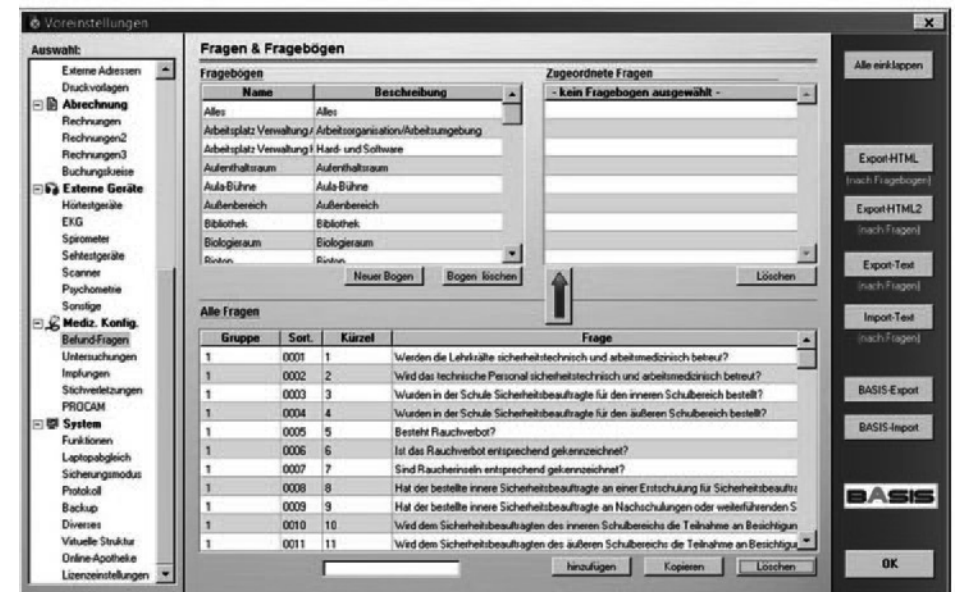 Voreinstellungen
Auswahl:
Externe Adressen
Druckvorlagen
Abrechnung
Rechnungen
Rechnungen2
Rechnungen3
Buchungskreise
Externe Geräte
Hörtestgeräte
EKG
Spirometer
Sehtestgeräte
Scanner
Psychometrie
Sonstige
Mediz. Konfig.
Befund-Fragen
Untersuchungen
Impfungen
Stichverletzungen
PROCAM
System
Funktionen
Laptopabgleich
Sicherungsmodus
Protokoll
Backup
Diverses
Virtuelle Struktur
Online-Apotheke
Lizenzeinstellungen
Fragen & Fragebögen
Fragebögen
Name Beschreibung
Alles Alles
Arbeitsplatz Verwaltung Arbeitsorganisation/Arbeitsumgebung
Arbeitsplatz Verwaltung Hard- und Software
Aufenthaltsraum Aufenthaltsraum
Aula-Bühne Aula-Bühne
Außenbereich Außenbereich
Bibliothek Bibliothek
Biologieraum Biologieraum
Neuer Bogen Bogen löschen
Zugeordnete Fragen
- kein Fragebogen ausgewählt -
Löschen
Alle Fragen
Gruppe Sort. Kürzel Frage
1 0001 1 Werden die Lehrkräfte sicherheitstechnisch und arbeitsmedizinisch betreut?
1 0002 2 Wird das technische Personal sicherheitstechnisch und arbeitsmedizinisch betreut?
1 0003 3 Wurden in der Schule Sicherheitsbeauftragte für den inneren Schulbereich bestellt?
1 0004 4 Wurden in der Schule Sicherheitsbeauftragte für den äußeren Schulbereich bestellt?
1 0005 5 Besteht Rauchverbot?
1 0006 6 Ist das Rauchverbot entsprechend gekennzeichnet?
1 0007 7 Sind Raucherinseln entsprechend gekennzeichnet?
1 0008 8 Hat der bestellte innere Sicherheitsbeauftragte an einer Erstschulung für Sicherheitsbeauftra
1 0009 9 Hat der bestellte innere Sicherheitsbeauftragte an Nachschulungen oder weiterführenden S
1 0010 10 Wird dem Sicherheitsbeauftragten des inneren Schulbereichs die Teilnahme an Besichtigun
1 0011 11 Wird dem Sicherheitsbeauftragten des äußeren Schulbereichs die Teilnahme an Besichtigu
hinzufügen Kopieren Löschen
Alle einklappen
Export-HTML
(nach Fragebogen)
Export-HTML2
(nach Fragen)
Export-Text
(nach Fragen)
Import-Text
(nach Fragen)
BASIS-Export
BASIS-Import
BASIS
OK